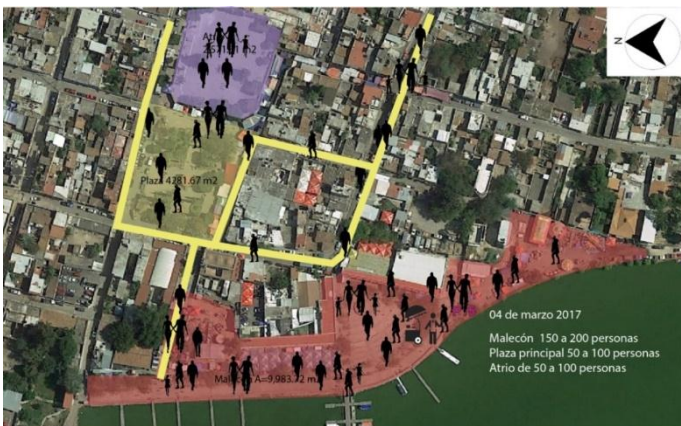 N
Plaza 4281.67 m2
04 de marzo 2017
Malecón 150 a 200 personas
Plaza principal 50 a 100 personas
Atrio de 50 a 100 personas